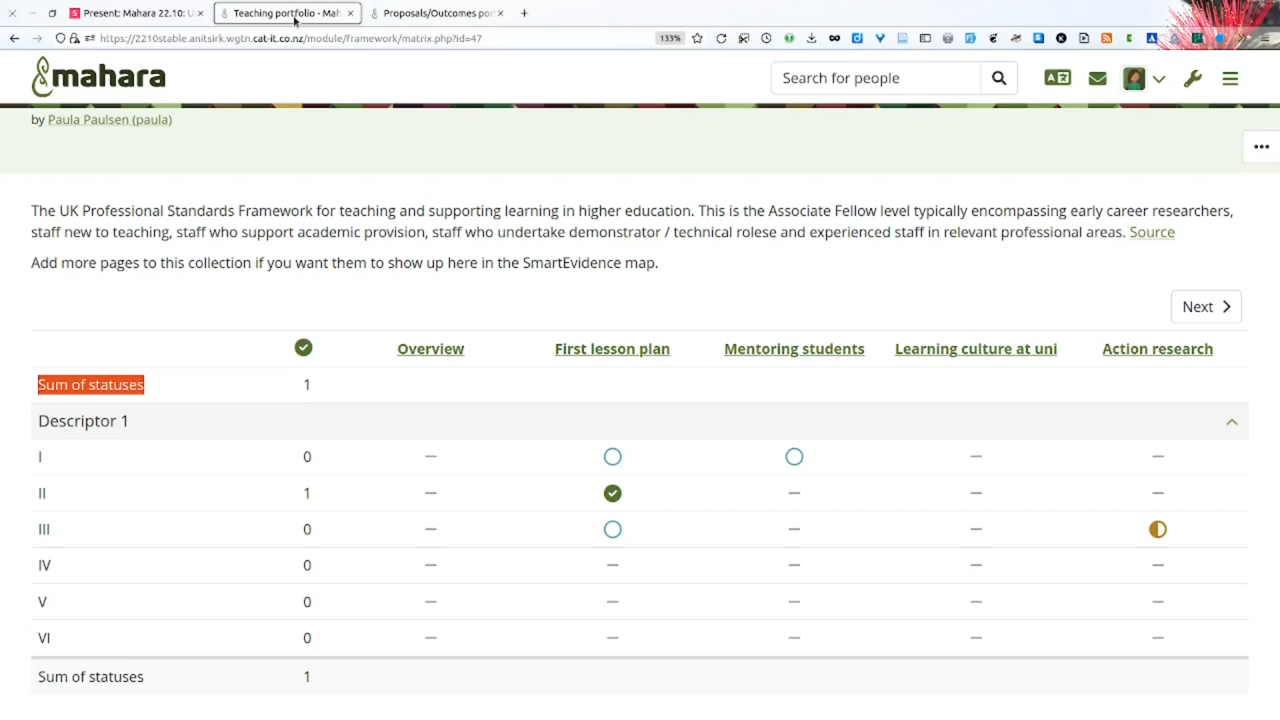 Present: Mahara 22.10: U
Teaching portfolio - Mah
Proposals/Outcomes por
https://2210stable.anitsirk.wgtn.cat-it.co.nz/module/framework/matrix.php?id=47
133%
mahara
Search for people
by Paula Paulsen (paula)
The UK Professional Standards Framework for teaching and supporting learning in higher education. This is the Associate Fellow level typically encompassing early career researchers,
staff new to teaching, staff who support academic provision, staff who undertake demonstrator / technical rolese and experienced staff in relevant professional areas. Source
Add more pages to this collection if you want them to show up here in the SmartEvidence map.
Next
Overview First lesson plan Mentoring students Learning culture at uni Action research
Sum of statuses 1
Descriptor 1
I 0
II 1
III 0
IV 0
V 0
VI 0
Sum of statuses 1